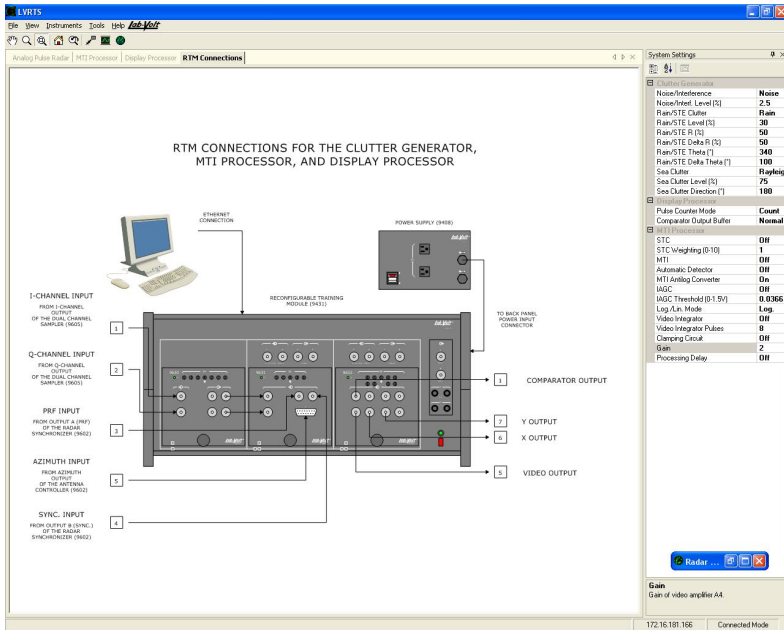 LVRTS
File View Instruments Tools Help Lab-Volt
Analog Pulse Radar MTI Processor Display Processor RTM Connections
RTM CONNECTIONS FOR THE CLUTTER GENERATOR,
MTI PROCESSOR, AND DISPLAY PROCESSOR
ETHERNET
CONNECTION
POWER SUPPLY (9408)
Lab-Volt
I-CHANNEL INPUT
FROM I-CHANNEL
OUTPUT
OF THE DUAL CHANNEL
SAMPLER (9605)
1
RECONFIGURABLE TRAINING
MODULE (9431)
TO BACK PANEL
POWER INPUT
CONNECTOR
Q-CHANNEL INPUT
FROM Q-CHANNEL
OUTPUT
OF THE DUAL CHANNEL
SAMPLER (9605)
2
1 COMPARATOR OUTPUT
PRF INPUT
FROM OUTPUT A (PRF)
OF THE RADAR
SYNCHRONIZER (9602)
3
7 Y OUTPUT
6 X OUTPUT
AZIMUTH INPUT
FROM AZIMUTH
OUTPUT
OF THE ANTENNA
CONTROLLER (9602)
5
5 VIDEO OUTPUT
SYNC. INPUT
FROM OUTPUT B (SYNC.)
OF THE RADAR
SYNCHRONIZER (9602)
4
System Settings
Clutter Generator
Noise/Interference Noise
Noise/Interf. Level (%) 2.5
Rain/STE Clutter Rain
Rain/STE Level (%) 30
Rain/STE R (%) 50
Rain/STE Delta R (%) 50
Rain/STE Theta (°) 340
Rain/STE Delta Theta (°) 100
Sea Clutter Rayleig
Sea Clutter Level (%) 75
Sea Clutter Direction (°) 180
Display Processor
Pulse Counter Mode Count
Comparator Output Buffer Normal
MTI Processor
STC Off
STC Weighting (0-10) 1
MTI Off
Automatic Detector Off
MTI Antilog Converter On
IAGC Off
IAGC Threshold (0-1.5V) 0.0366
Log./Lin. Mode Log.
Video Integrator Off
Video Integrator Pulses 8
Clamping Circuit Off
Gain 2
Processing Delay Off
Radar ...
Gain
Gain of video amplifier A4.
172.16.181.166 Connected Mode